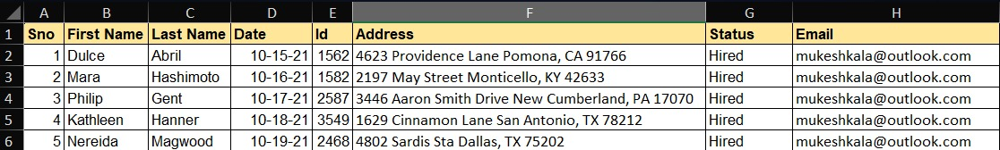 A B C D E F G H
1 Sno First Name Last Name Date Id Address Status Email
2 1 Dulce Abril 10-15-21 1562 4623 Providence Lane Pomona, CA 91766 Hired mukeshkala@outlook.com
3 2 Mara Hashimoto 10-16-21 1582 2197 May Street Monticello, KY 42633 Hired mukeshkala@outlook.com
4 3 Philip Gent 10-17-21 2587 3446 Aaron Smith Drive New Cumberland, PA 17070 Hired mukeshkala@outlook.com
5 4 Kathleen Hanner 10-18-21 3549 1629 Cinnamon Lane San Antonio, TX 78212 Hired mukeshkala@outlook.com
6 5 Nereida Magwood 10-19-21 2468 4802 Sardis Sta Dallas, TX 75202 Hired mukeshkala@outlook.com